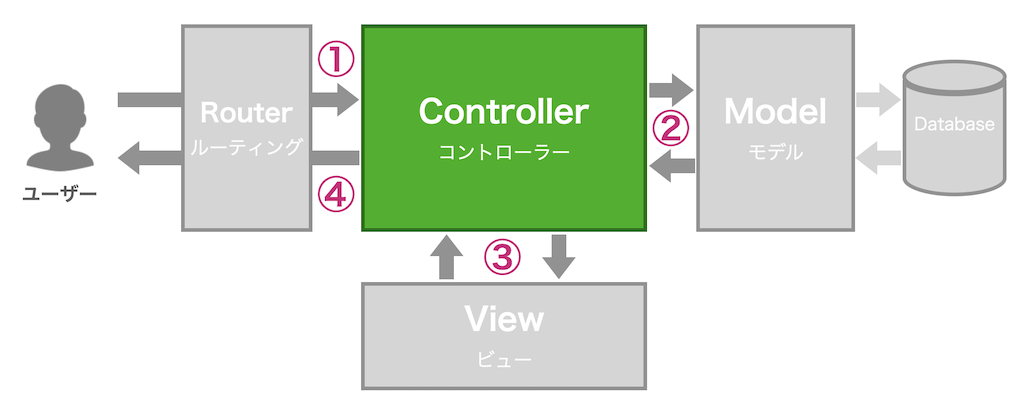 ユーザー
Router
ルーティング
①
④
Controller
コントローラー
②
③
Model
モデル
Database
View
ビュー